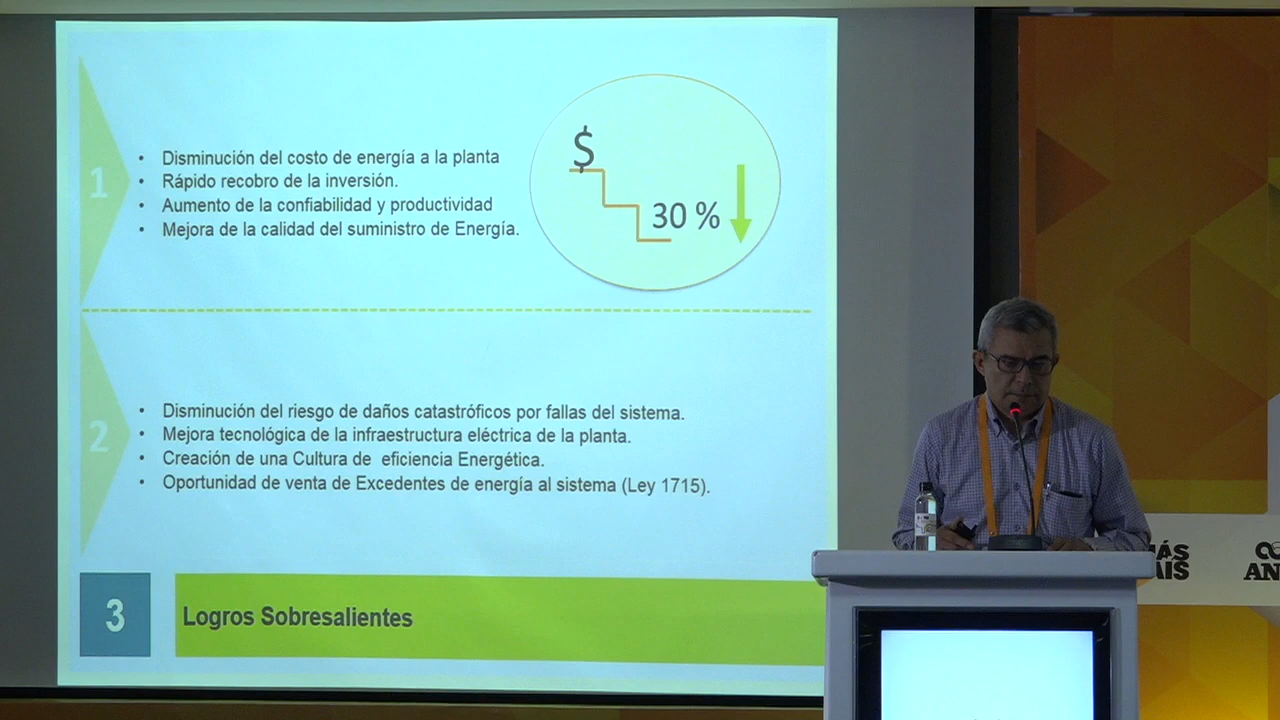 1
• Disminución del costo de energía a la planta
• Rápido recobro de la inversión.
• Aumento de la confiabilidad y productividad
• Mejora de la calidad del suministro de Energía.
$
30 %
2
• Disminución del riesgo de daños catastróficos por fallas del sistema.
• Mejora tecnológica de la infraestructura eléctrica de la planta.
• Creación de una Cultura de eficiencia Energética.
• Oportunidad de venta de Excedentes de energía al sistema (Ley 1715).
3
Logros Sobresalientes